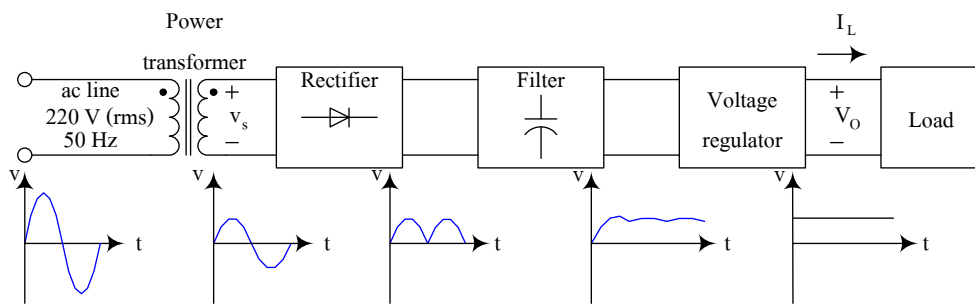 Power
transformer
ac line
220 V (rms)
50 Hz
+
v_s
−
Rectifier
Filter
Voltage
regulator
I_L
+
V_O
−
Load
v
t
v
t
v
t
v
t
v
t